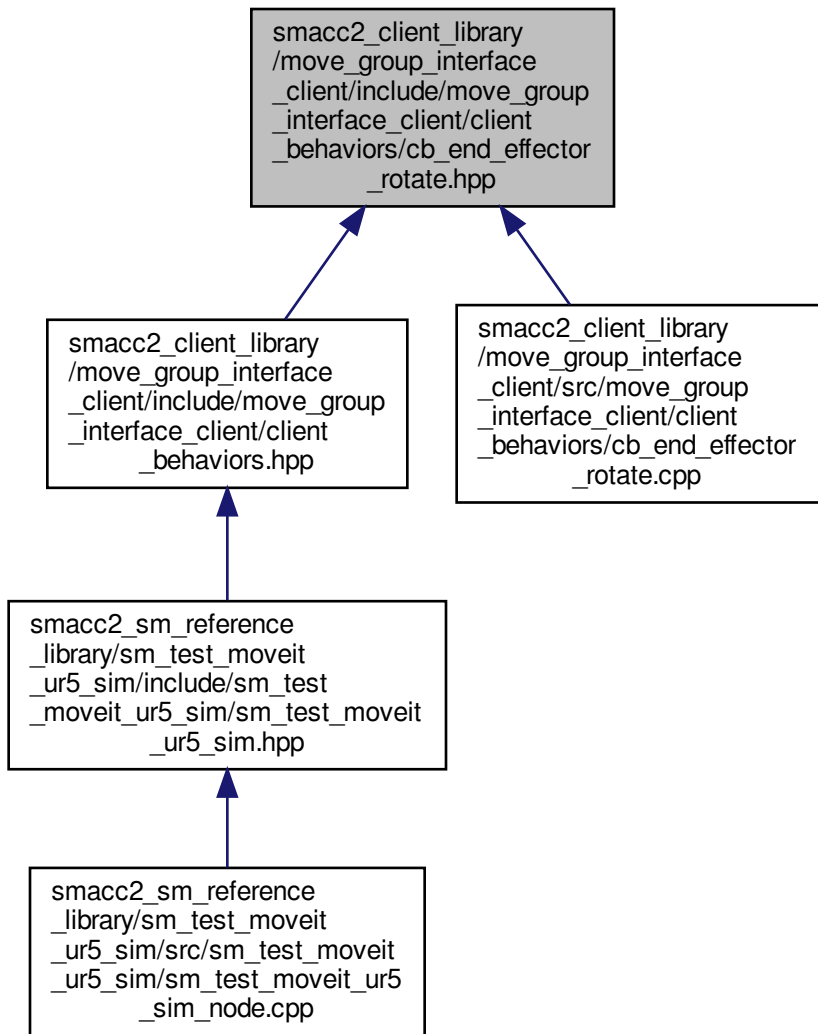 smacc2_client_library
/move_group_interface
_client/include/move_group
_interface_client/client
_behaviors/cb_end_effector
_rotate.hpp
smacc2_client_library
/move_group_interface
_client/include/move_group
_interface_client/client
_behaviors.hpp
smacc2_client_library
/move_group_interface
_client/src/move_group
_interface_client/client
_behaviors/cb_end_effector
_rotate.cpp
smacc2_sm_reference
_library/sm_test_moveit
_ur5_sim/include/sm_test
_moveit_ur5_sim/sm_test_moveit
_ur5_sim.hpp
smacc2_sm_reference
_library/sm_test_moveit
_ur5_sim/src/sm_test_moveit
_ur5_sim/sm_test_moveit_ur5
_sim_node.cpp